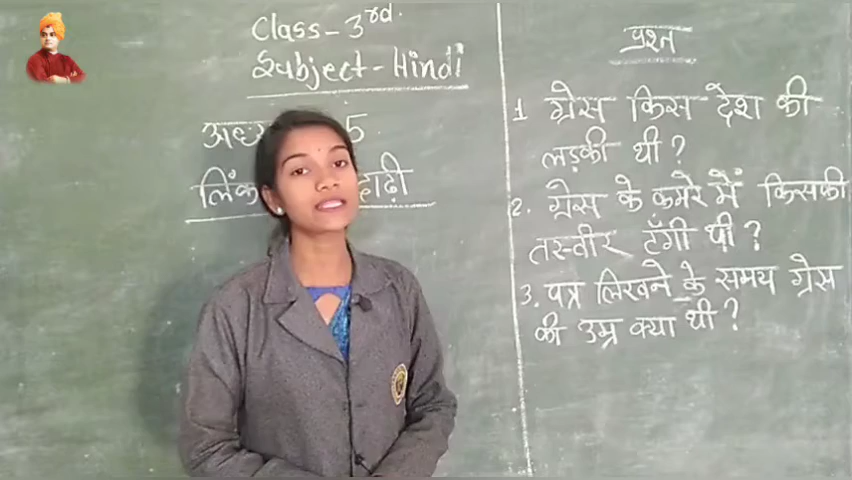 Class - 3rd.
Subject - Hindi
5
प्रश्न
1 ग्रेस किस देश की
लड़की थी ?
2. ग्रेस के कमरे में किसकी
तस्वीर टँगी थी ?
3. पत्र लिखने के समय ग्रेस
की उम्र क्या थी ?